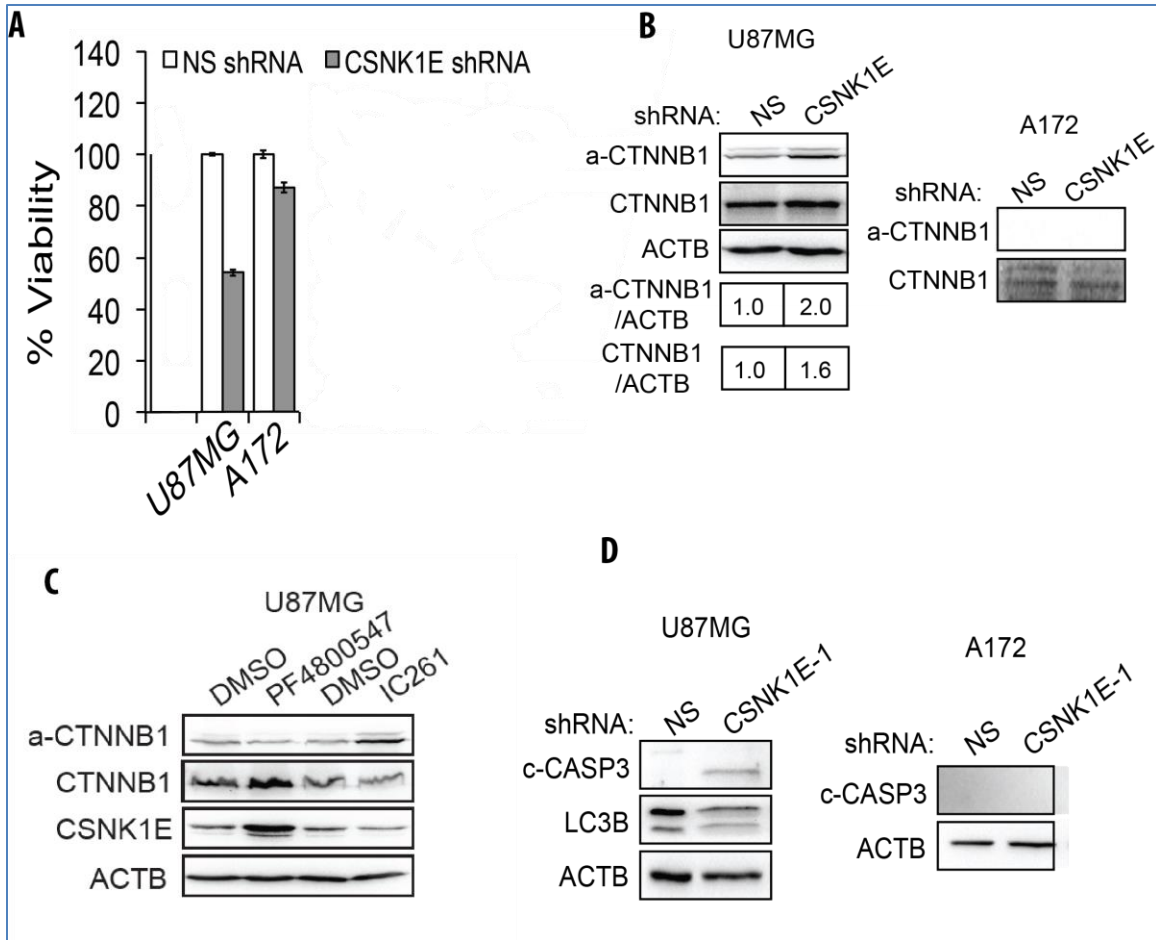 A
% Viability
140
120
100
80
60
40
20
0
NS shRNA CSNK1E shRNA
U87MG
A172
B
U87MG
shRNA: NS CSNK1E
a-CTNNB1
CTNNB1
ACTB
a-CTNNB1
/ACTB 1.0 2.0
CTNNB1
/ACTB 1.0 1.6
A172
shRNA: NS CSNK1E
a-CTNNB1
CTNNB1
C
U87MG
DMSO PF4800547 DMSO IC261
a-CTNNB1
CTNNB1
CSNK1E
ACTB
D
U87MG
shRNA: NS CSNK1E-1
c-CASP3
LC3B
ACTB
A172
shRNA: NS CSNK1E-1
c-CASP3
ACTB